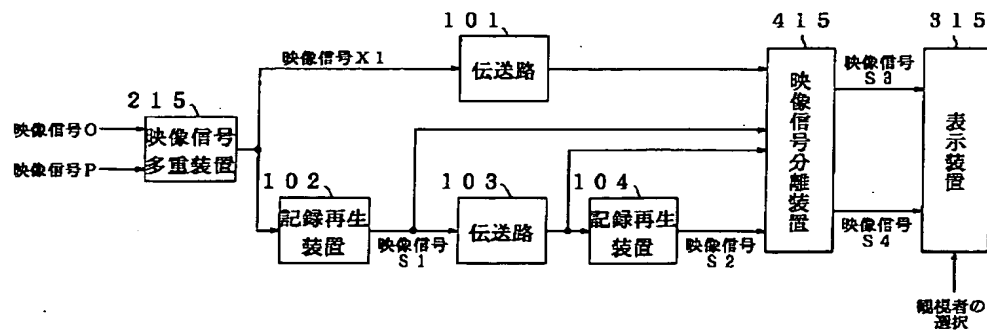 101
415
315
映像信号X1
伝送路
映像信号
S3
215
映像信号O
映像信号
多重装置
映像信号P
映像信号分離装置
表示装置
102
103
104
記録再生
装置
映像信号
S1
伝送路
記録再生
装置
映像信号
S2
映像信号
S4
観視者の
選択